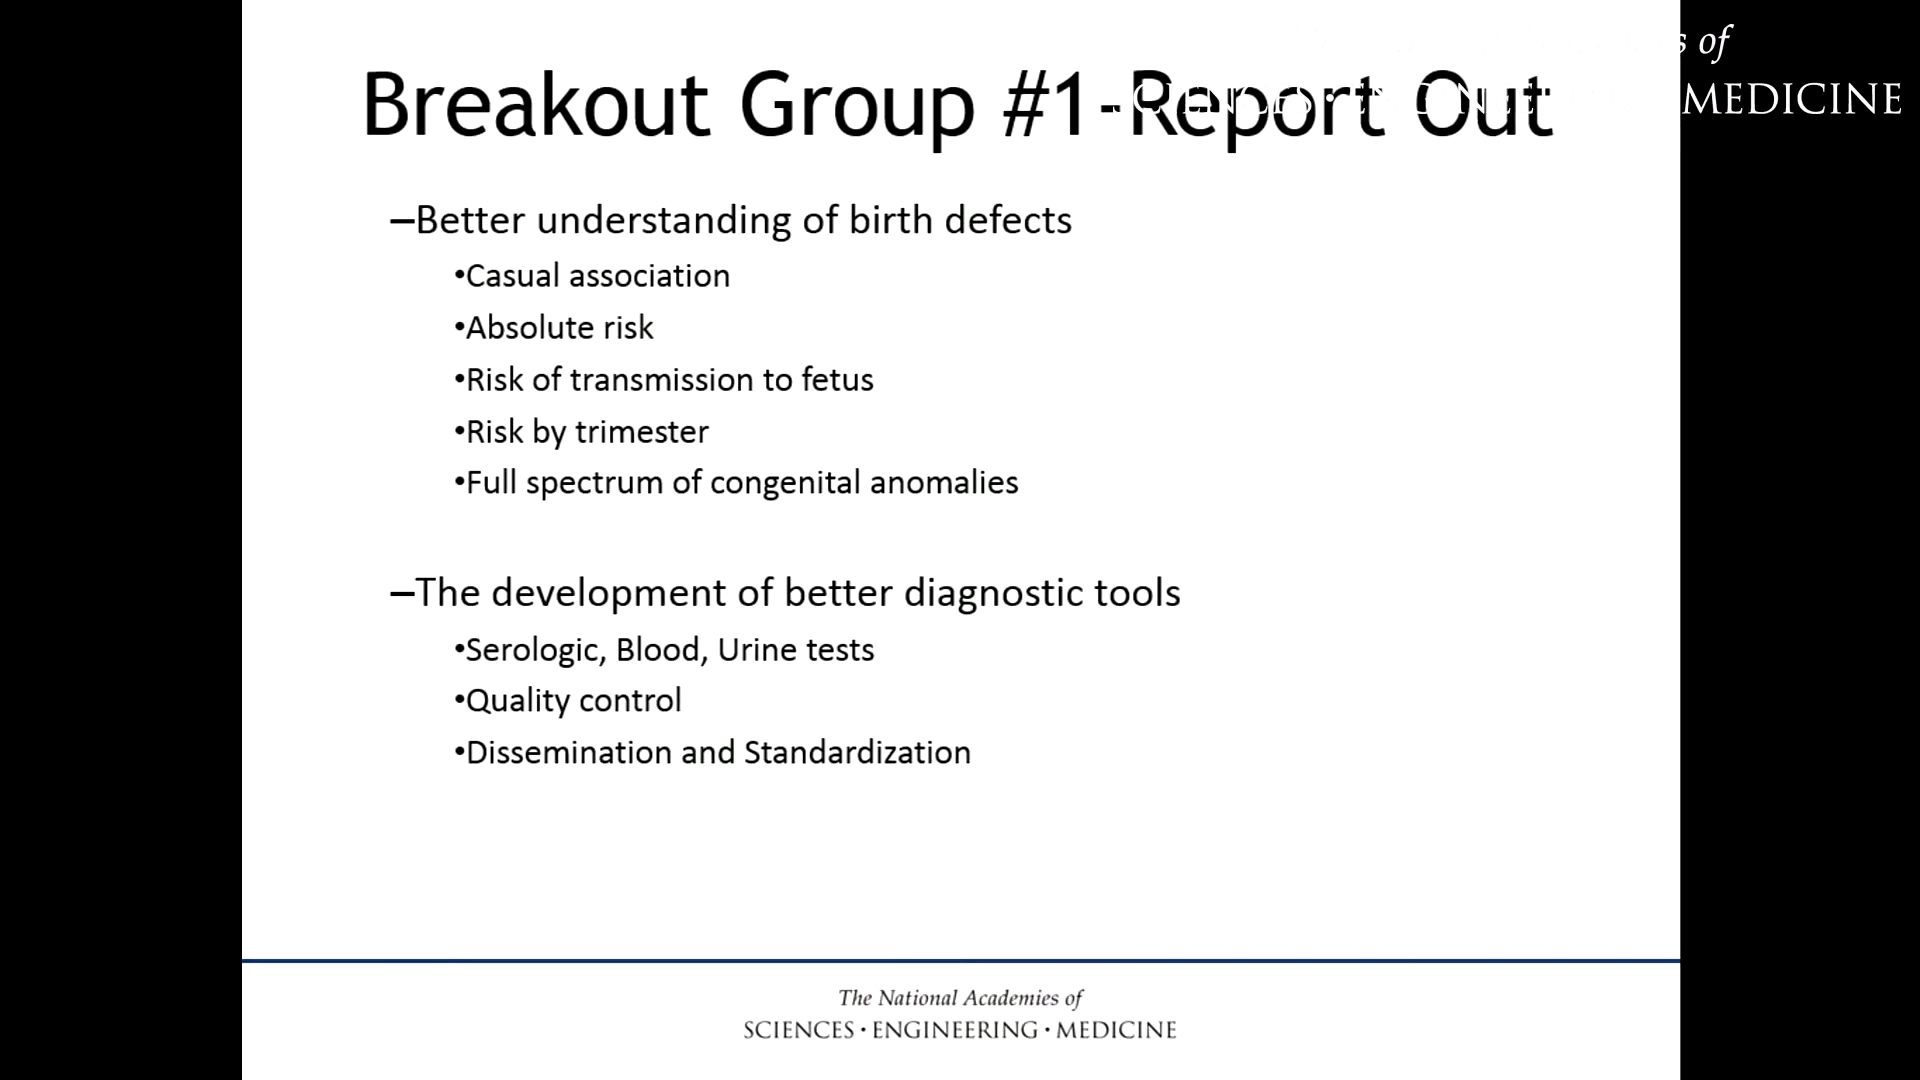 s of
MEDICINE
Breakout Group #1-Report Out
–Better understanding of birth defects
•Casual association
•Absolute risk
•Risk of transmission to fetus
•Risk by trimester
•Full spectrum of congenital anomalies
–The development of better diagnostic tools
•Serologic, Blood, Urine tests
•Quality control
•Dissemination and Standardization
The National Academies of
SCIENCES · ENGINEERING · MEDICINE